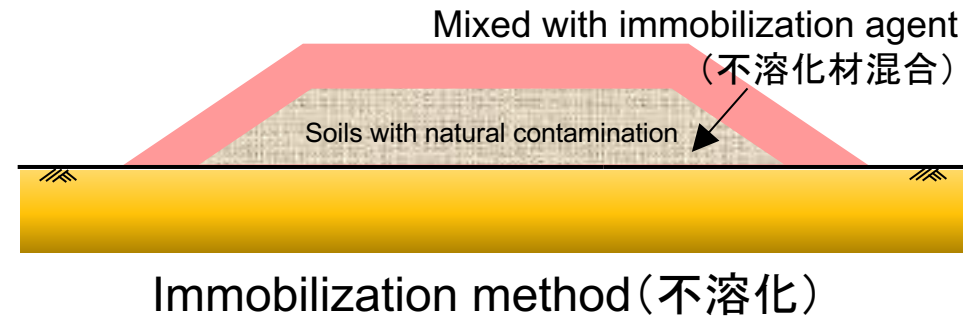 Mixed with immobilization agent
（不溶化材混合）
Soils with natural contamination
Immobilization method（不溶化）